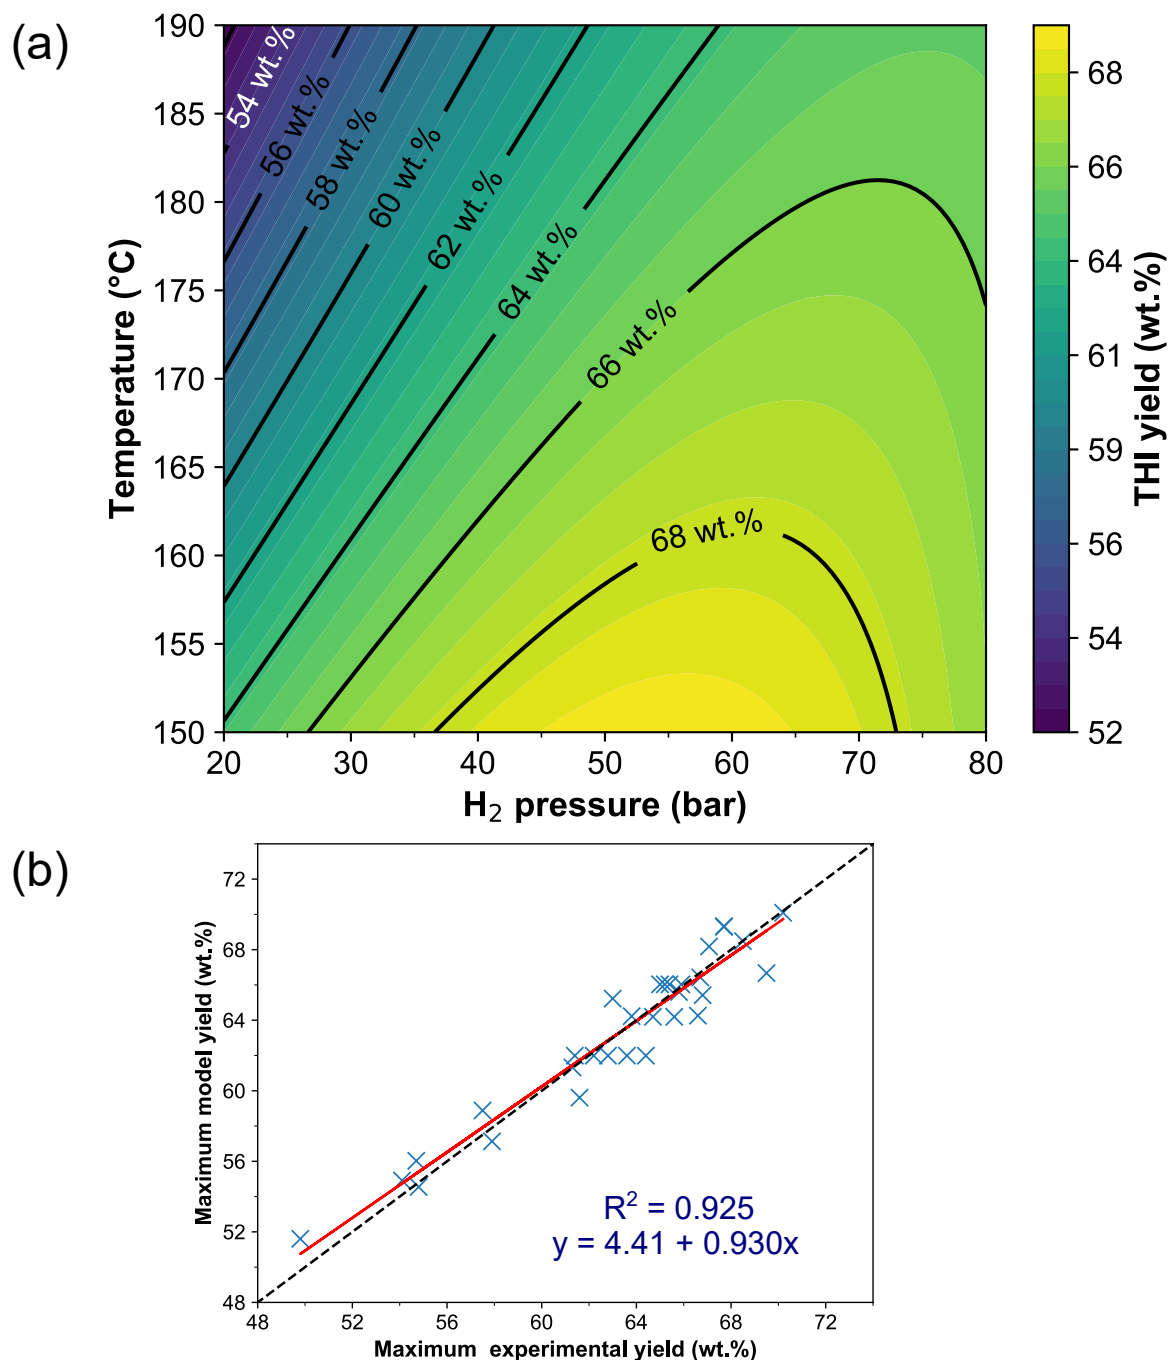 (a)
190
185
180
175
170
165
160
155
150
Temperature (°C)
54 wt.%
56 wt.%
58 wt.%
60 wt.%
62 wt.%
64 wt.%
66 wt.%
68 wt.%
20
30
40
50
60
70
80
H₂ pressure (bar)
68
66
64
61
59
56
54
52
THI yield (wt.%)
(b)
72
68
64
60
56
52
48
Maximum model yield (wt.%)
R² = 0.925
y = 4.41 + 0.930x
48
52
56
60
64
68
72
Maximum experimental yield (wt.%)